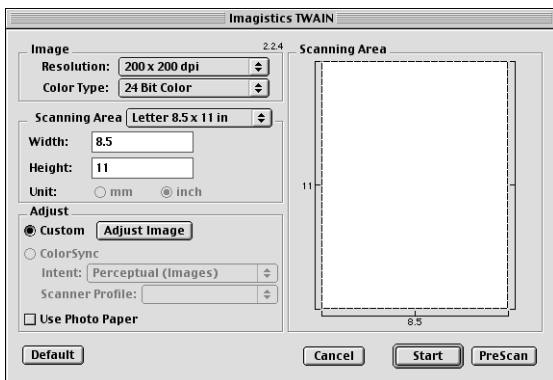 Imagistics TWAIN
Image 2.2.4
Resolution: 200 x 200 dpi
Color Type: 24 Bit Color
Scanning Area Letter 8.5 x 11 in
Width: 8.5
Height: 11
Unit: mm inch
Adjust
Custom Adjust Image
ColorSync
Intent: Perceptual (Images)
Scanner Profile:
Use Photo Paper
Scanning Area
11
8.5
Default Cancel Start PreScan